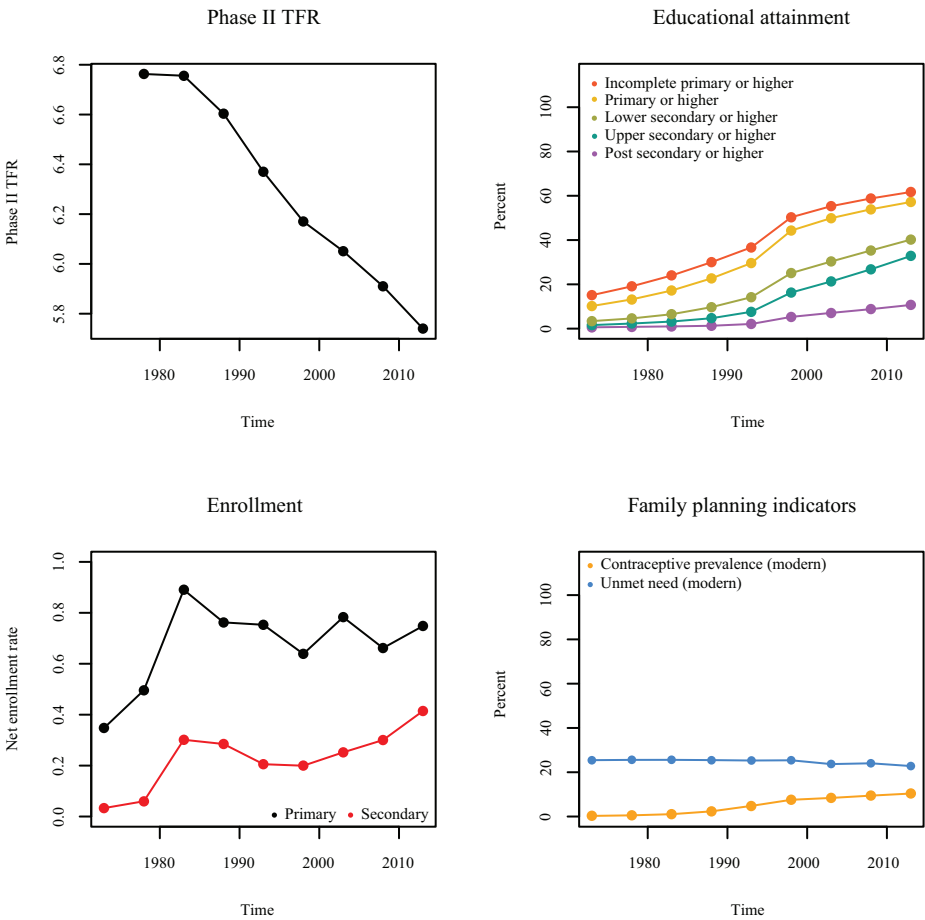 Phase II TFR
Phase II TFR
6.8
6.6
6.4
6.2
6.0
5.8
1980 1990 2000 2010
Time
Educational attainment
Percent
100
80
60
40
20
0
Incomplete primary or higher
Primary or higher
Lower secondary or higher
Upper secondary or higher
Post secondary or higher
1980 1990 2000 2010
Time
Enrollment
Net enrollment rate
1.0
0.8
0.6
0.4
0.2
0.0
Primary Secondary
1980 1990 2000 2010
Time
Family planning indicators
Percent
100
80
60
40
20
0
Contraceptive prevalence (modern)
Unmet need (modern)
1980 1990 2000 2010
Time